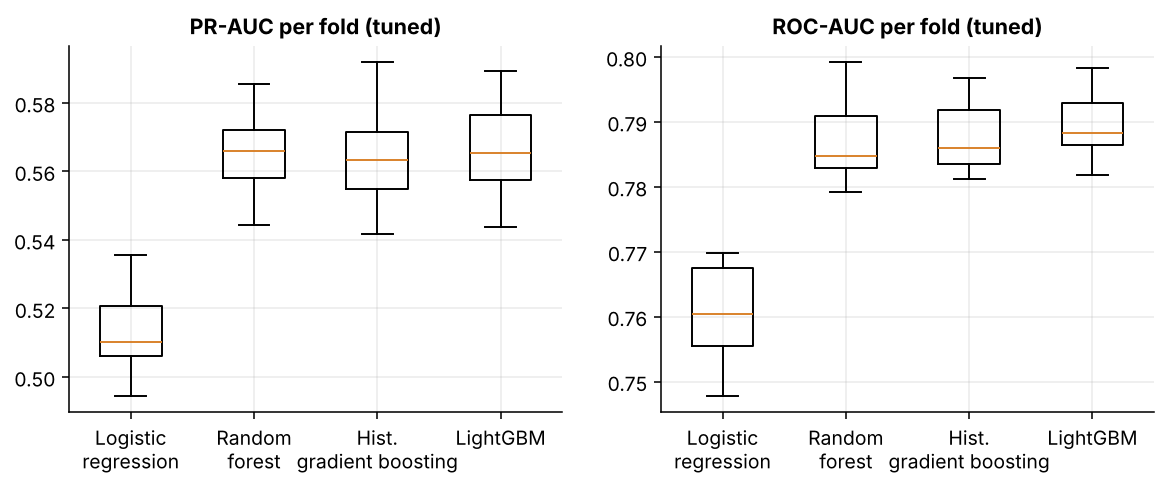 PR-AUC per fold (tuned)
0.58
0.56
0.54
0.52
0.50
Logistic regression
Random forest
Hist. gradient boosting
LightGBM
ROC-AUC per fold (tuned)
0.80
0.79
0.78
0.77
0.76
0.75
Logistic regression
Random forest
Hist. gradient boosting
LightGBM